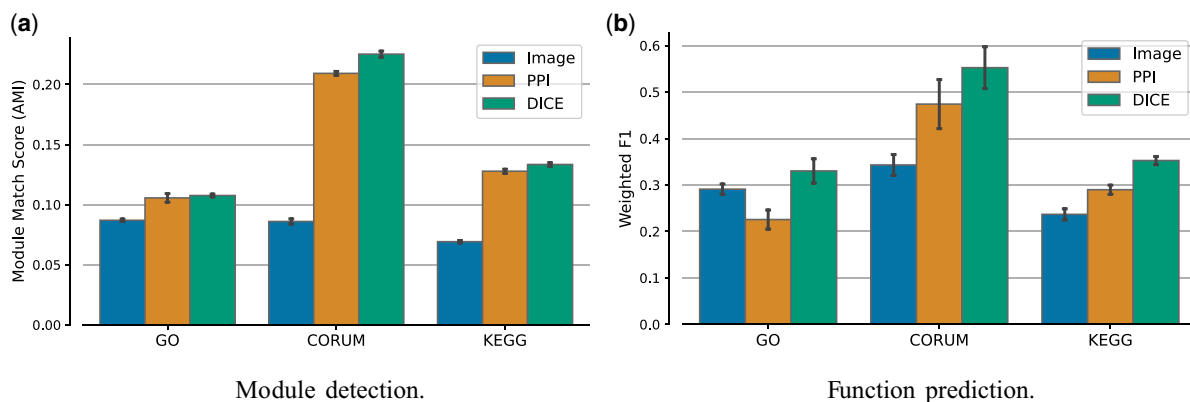 (a)
Module Match Score (AMI)
0.20
0.15
0.10
0.05
0.00
Image
PPI
DICE
GO CORUM KEGG
Module detection.
(b)
Weighted F1
0.6
0.5
0.4
0.3
0.2
0.1
0.0
Image
PPI
DICE
GO CORUM KEGG
Function prediction.